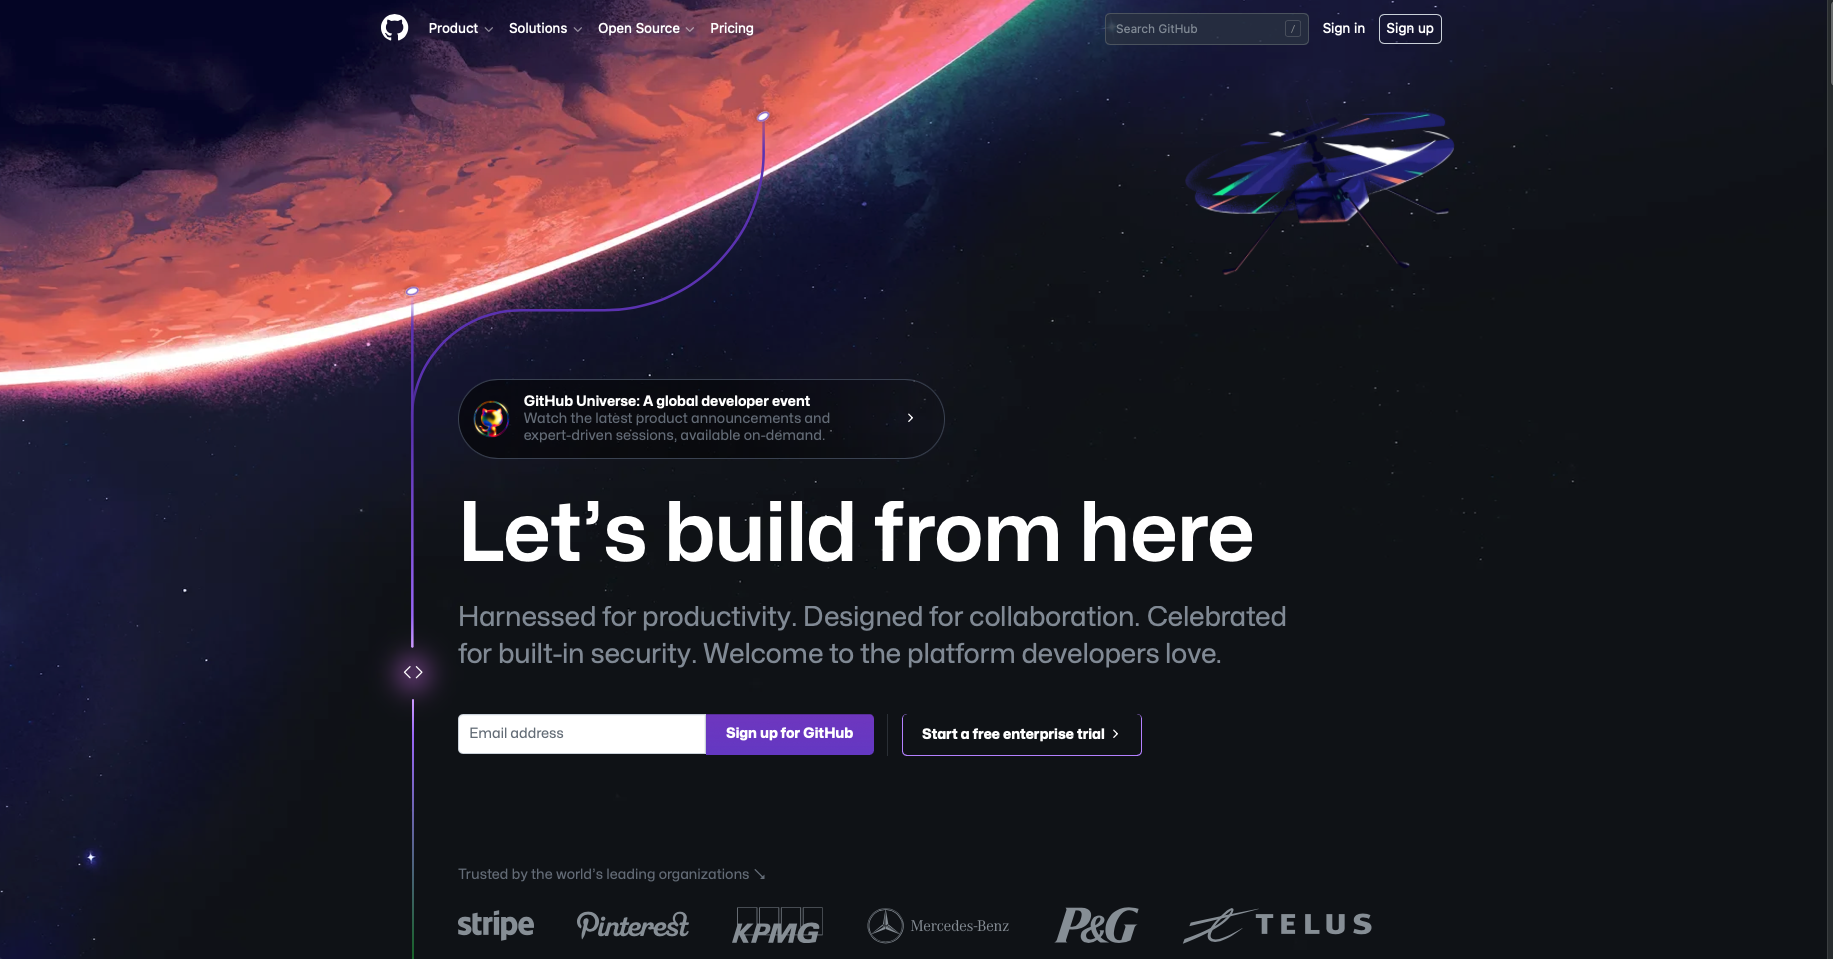 Product
Solutions
Open Source
Pricing
Search GitHub
/
Sign in
Sign up
GitHub Universe: A global developer event
Watch the latest product announcements and
expert-driven sessions, available on-demand.
Let’s build from here
Harnessed for productivity. Designed for collaboration. Celebrated
for built-in security. Welcome to the platform developers love.
Email address
Sign up for GitHub
Start a free enterprise trial
Trusted by the world’s leading organizations ↘
stripe
Pinterest
KPMG
Mercedes-Benz
P&G
TELUS